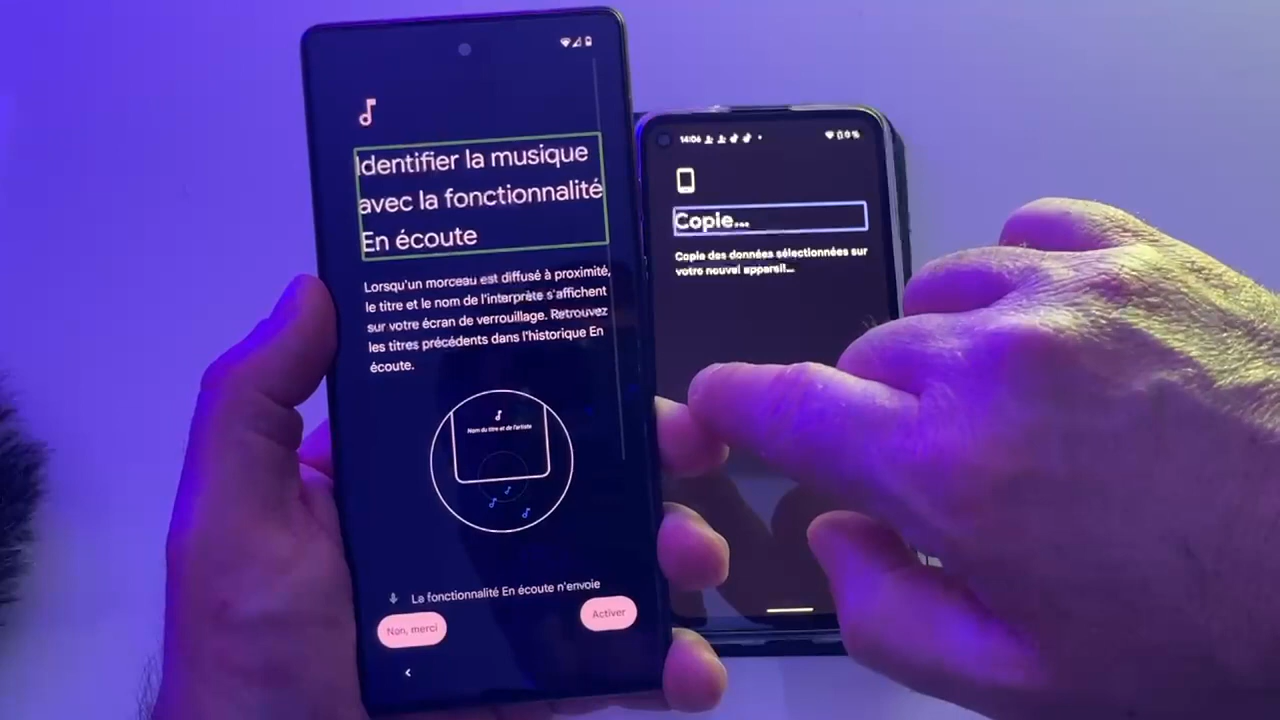 Identifier la musique
avec la fonctionnalité
En écoute
Lorsqu'un morceau est diffusé à proximité,
le titre et le nom de l'interprète s'affichent
sur votre écran de verrouillage. Retrouvez
les titres précédents dans l'historique En
écoute.
Nom du titre et de l'artiste
La fonctionnalité En écoute n'envoie
Non, merci
Activer
14:06
Copie...
Copie des données sélectionnées sur
votre nouvel appareil...